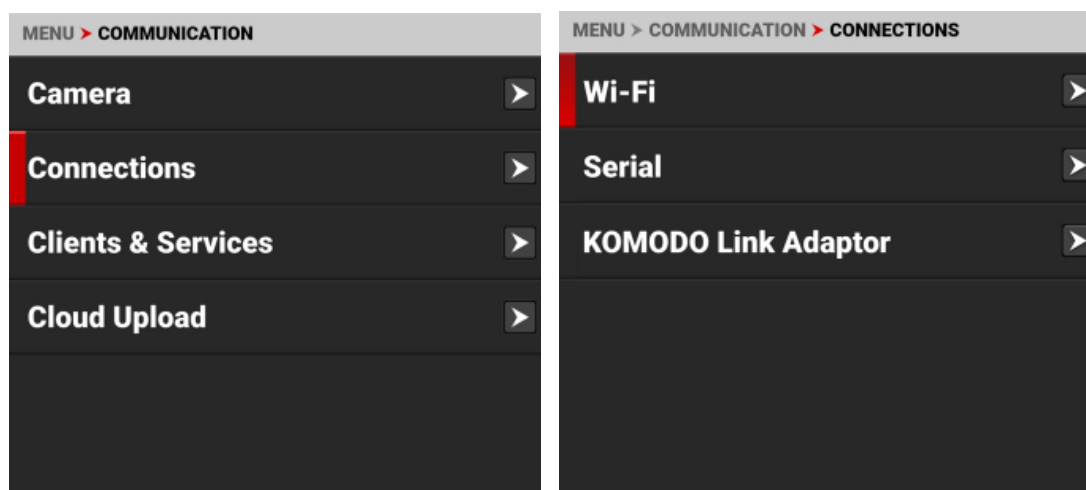 MENU > COMMUNICATION
Camera
Connections
Clients & Services
Cloud Upload
MENU > COMMUNICATION > CONNECTIONS
Wi-Fi
Serial
KOMODO Link Adaptor